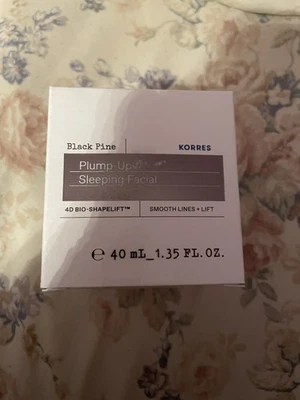 Black Pine KORRES
Plump-Up
Sleeping Facial
4D BIO-SHAPELIFT™ SMOOTH LINES + LIFT
℮ 40 mL_1.35 FL.OZ.